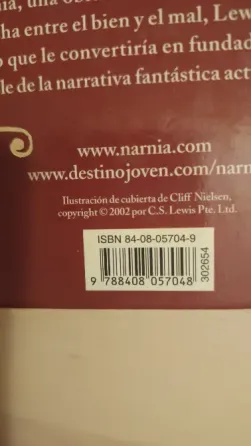 una
ha entre el bien y el mal, Lew
o que le convertiría en fundad
le de la narrativa fantástica act
www.narnia.com
www.destinojoven.com/narn
Ilustración de cubierta de Cliff Nielsen,
copyright © 2002 por C.S. Lewis Pte. Ltd.
ISBN 84-08-05704-9
9 788408 057048
302654